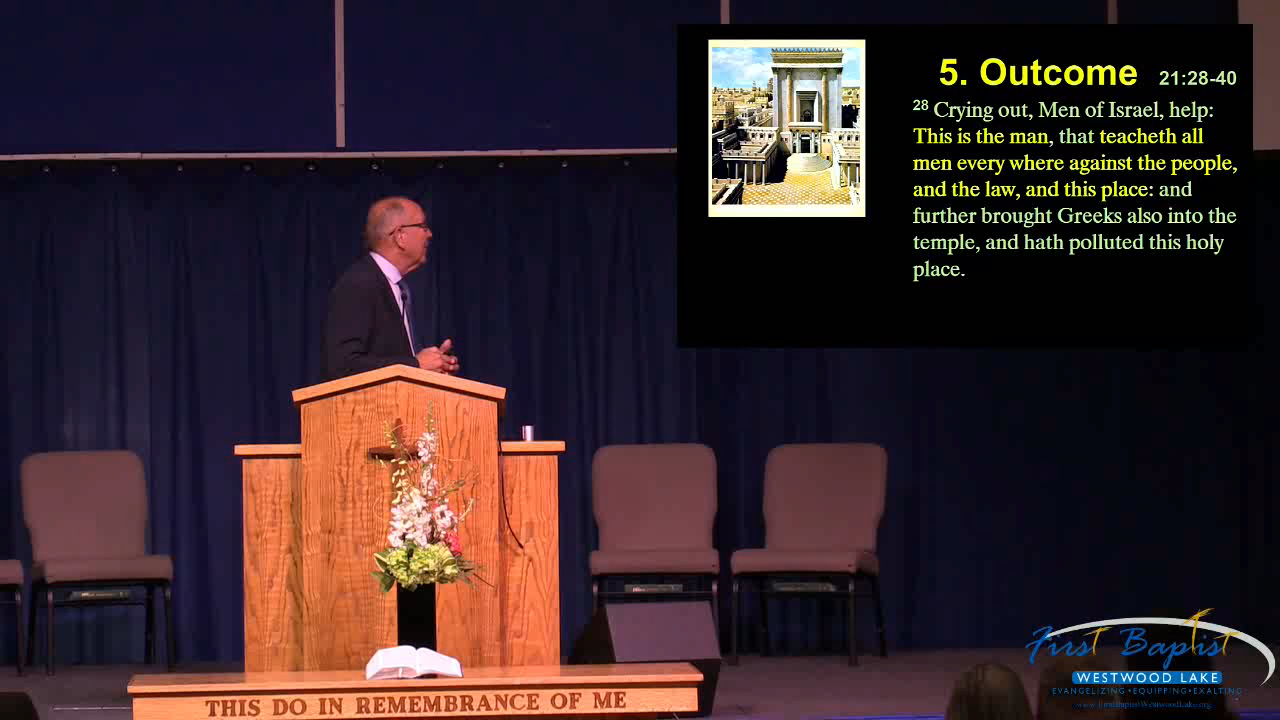 5. Outcome 21:28-40
28 Crying out, Men of Israel, help:
This is the man, that teacheth all
men every where against the people,
and the law, and this place: and
further brought Greeks also into the
temple, and hath polluted this holy
place.
First Baptist
WESTWOOD LAKE
EVANGELIZING•EQUIPPING•EXALTING
www.FirstBaptistWestwoodLake.org
THIS DO IN REMEMBRANCE OF ME